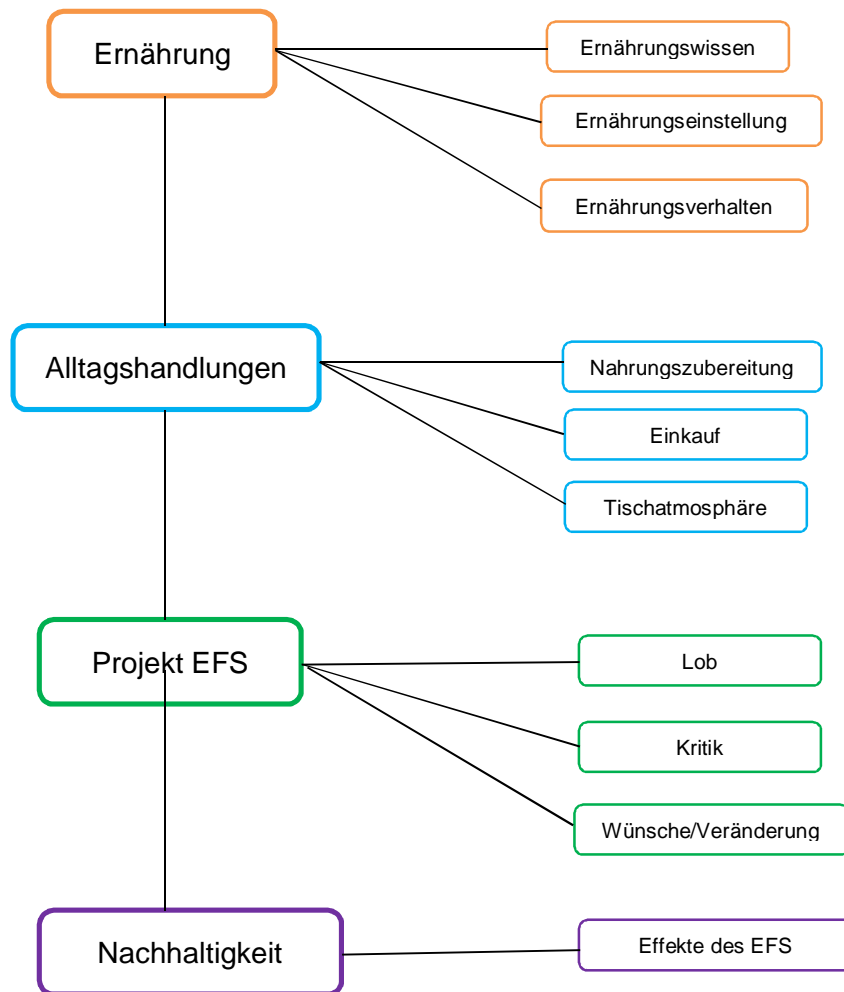 Ernährung
Ernährungswissen
Ernährungseinstellung
Ernährungsverhalten
Alltagshandlungen
Nahrungszubereitung
Einkauf
Tischatmosphäre
Projekt EFS
Lob
Kritik
Wünsche/Veränderung
Nachhaltigkeit
Effekte des EFS